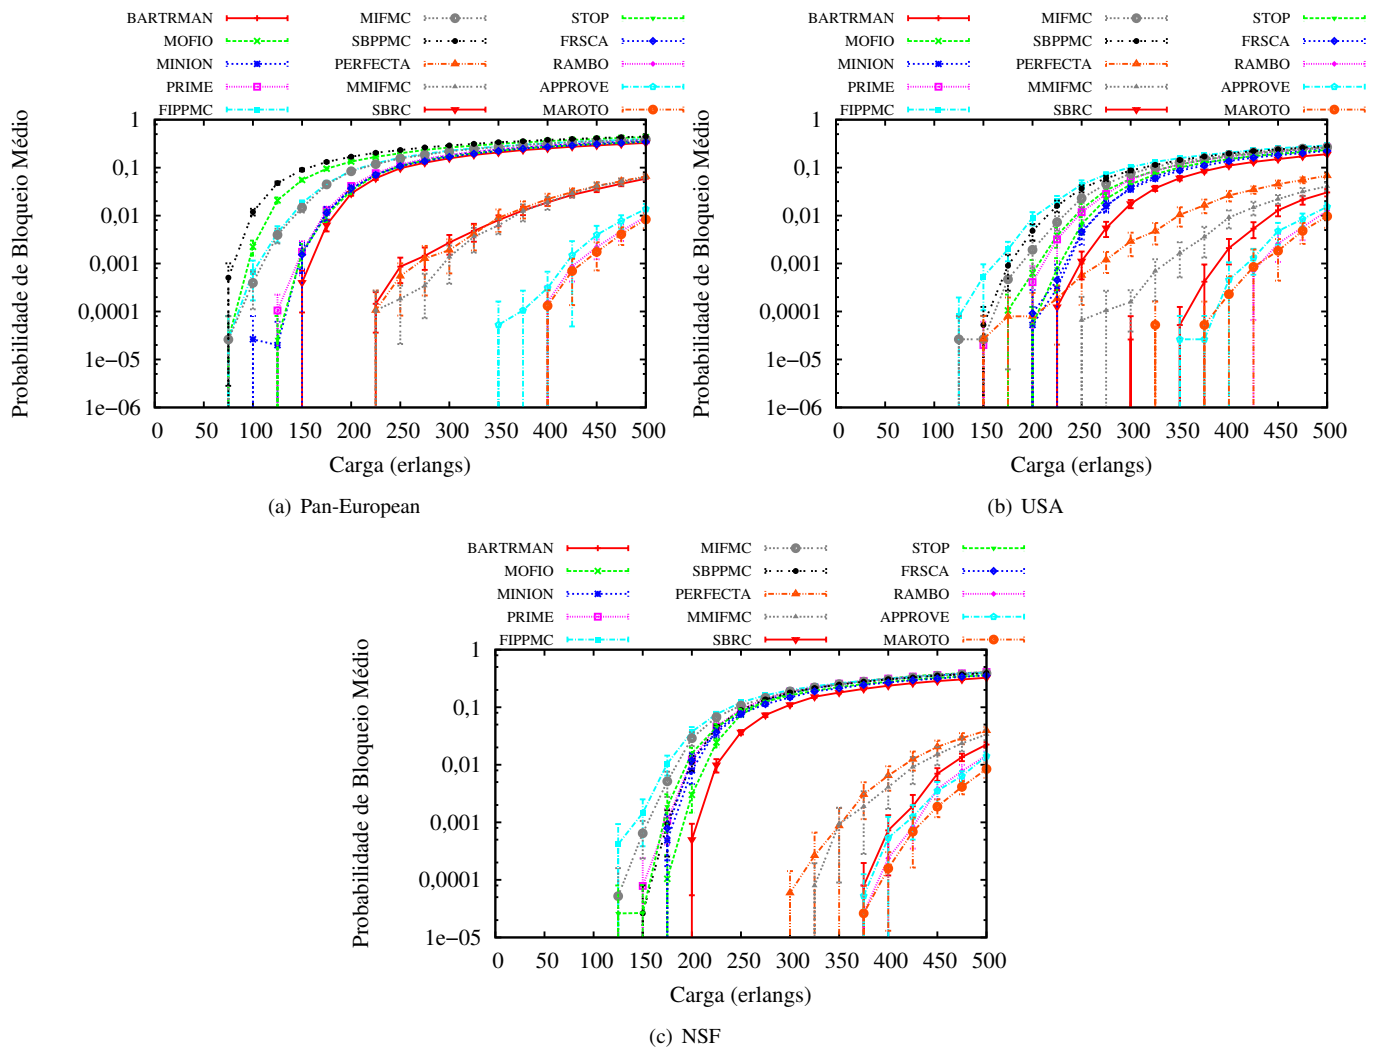 BARTRMAN
MOFIO
MINION
PRIME
FIPPMC
MIFMC
SBPPMC
PERFECTA
MMIFMC
SBRC
STOP
FRSCA
RAMBO
APPROVE
MAROTO
Probabilidade de Bloqueio Médio
1
0,1
0,01
0,001
0,0001
1e−05
1e−06
0 50 100 150 200 250 300 350 400 450 500
Carga (erlangs)
(a) Pan-European
BARTRMAN
MOFIO
MINION
PRIME
FIPPMC
MIFMC
SBPPMC
PERFECTA
MMIFMC
SBRC
STOP
FRSCA
RAMBO
APPROVE
MAROTO
Probabilidade de Bloqueio Médio
1
0,1
0,01
0,001
0,0001
1e−05
1e−06
0 50 100 150 200 250 300 350 400 450 500
Carga (erlangs)
(b) USA
BARTRMAN
MOFIO
MINION
PRIME
FIPPMC
MIFMC
SBPPMC
PERFECTA
MMIFMC
SBRC
STOP
FRSCA
RAMBO
APPROVE
MAROTO
Probabilidade de Bloqueio Médio
1
0,1
0,01
0,001
0,0001
1e−05
0 50 100 150 200 250 300 350 400 450 500
Carga (erlangs)
(c) NSF